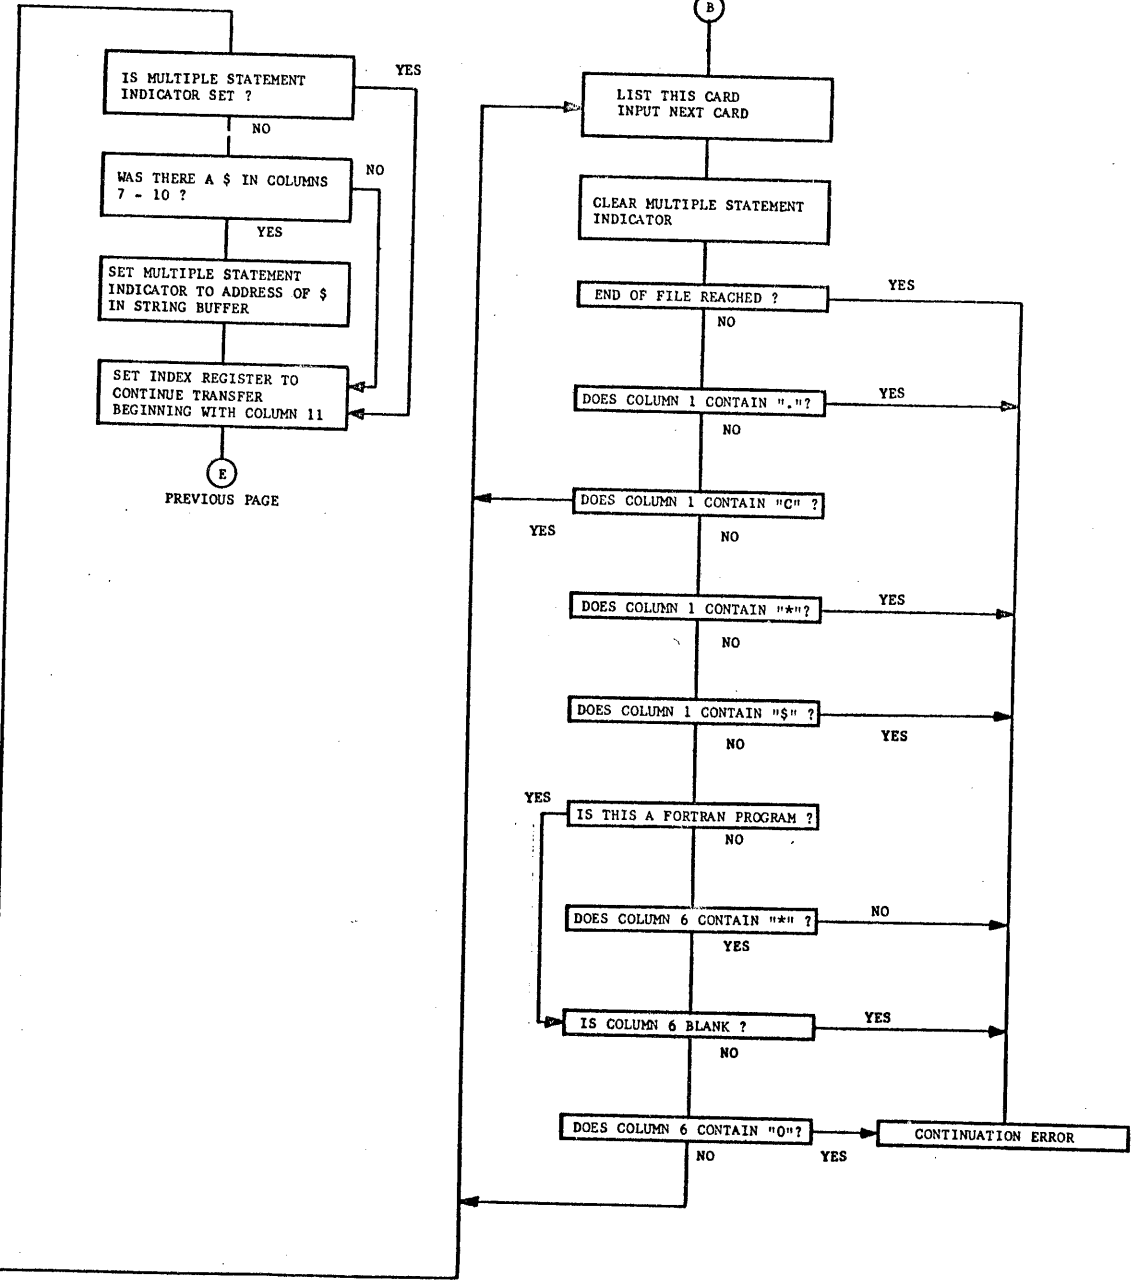 IS MULTIPLE STATEMENT
INDICATOR SET ?
YES
NO
WAS THERE A $ IN COLUMNS
7 - 10 ?
NO
YES
SET MULTIPLE STATEMENT
INDICATOR TO ADDRESS OF $
IN STRING BUFFER
SET INDEX REGISTER TO
CONTINUE TRANSFER
BEGINNING WITH COLUMN 11
E
PREVIOUS PAGE
B
LIST THIS CARD
INPUT NEXT CARD
CLEAR MULTIPLE STATEMENT
INDICATOR
END OF FILE REACHED ?
YES
NO
DOES COLUMN 1 CONTAIN "."?
YES
NO
DOES COLUMN 1 CONTAIN "C" ?
YES
NO
DOES COLUMN 1 CONTAIN "*"?
YES
NO
DOES COLUMN 1 CONTAIN "$" ?
YES
NO
YES
IS THIS A FORTRAN PROGRAM ?
NO
DOES COLUMN 6 CONTAIN "*" ?
NO
YES
IS COLUMN 6 BLANK ?
YES
NO
DOES COLUMN 6 CONTAIN "0"?
NO
YES
CONTINUATION ERROR